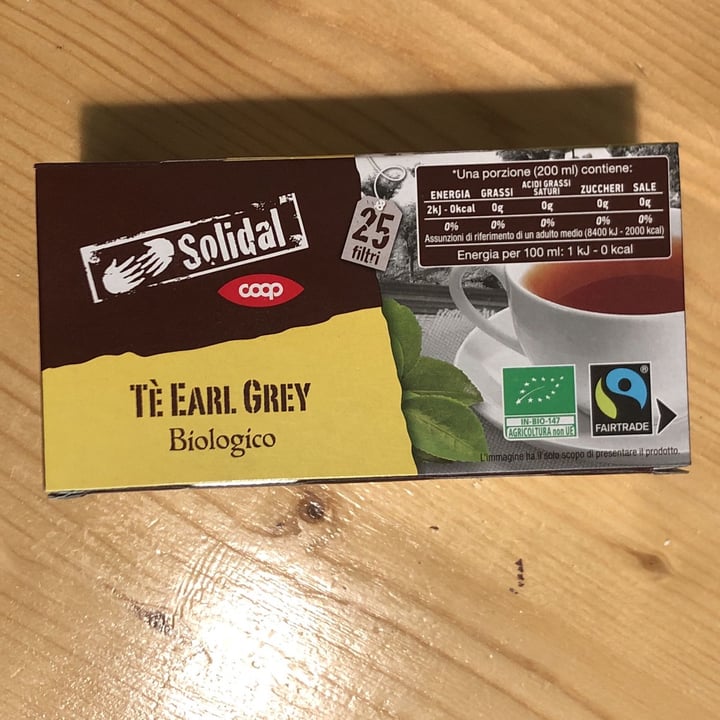 Solidal
coop
25
filtri
TÈ EARL GREY
Biologico
*Una porzione (200 ml) contiene:
ENERGIA GRASSI ACIDI GRASSI SATURI ZUCCHERI SALE
2kJ - 0kcal 0g 0g 0g 0g
0% 0% 0% 0% 0%
Assunzioni di riferimento di un adulto medio (8400 kJ - 2000 kcal)
Energia per 100 ml: 1 kJ - 0 kcal
IN-BIO-147
AGRICOLTURA non UE
FAIRTRADE
®
L'immagine ha il solo scopo di presentare il prodotto.